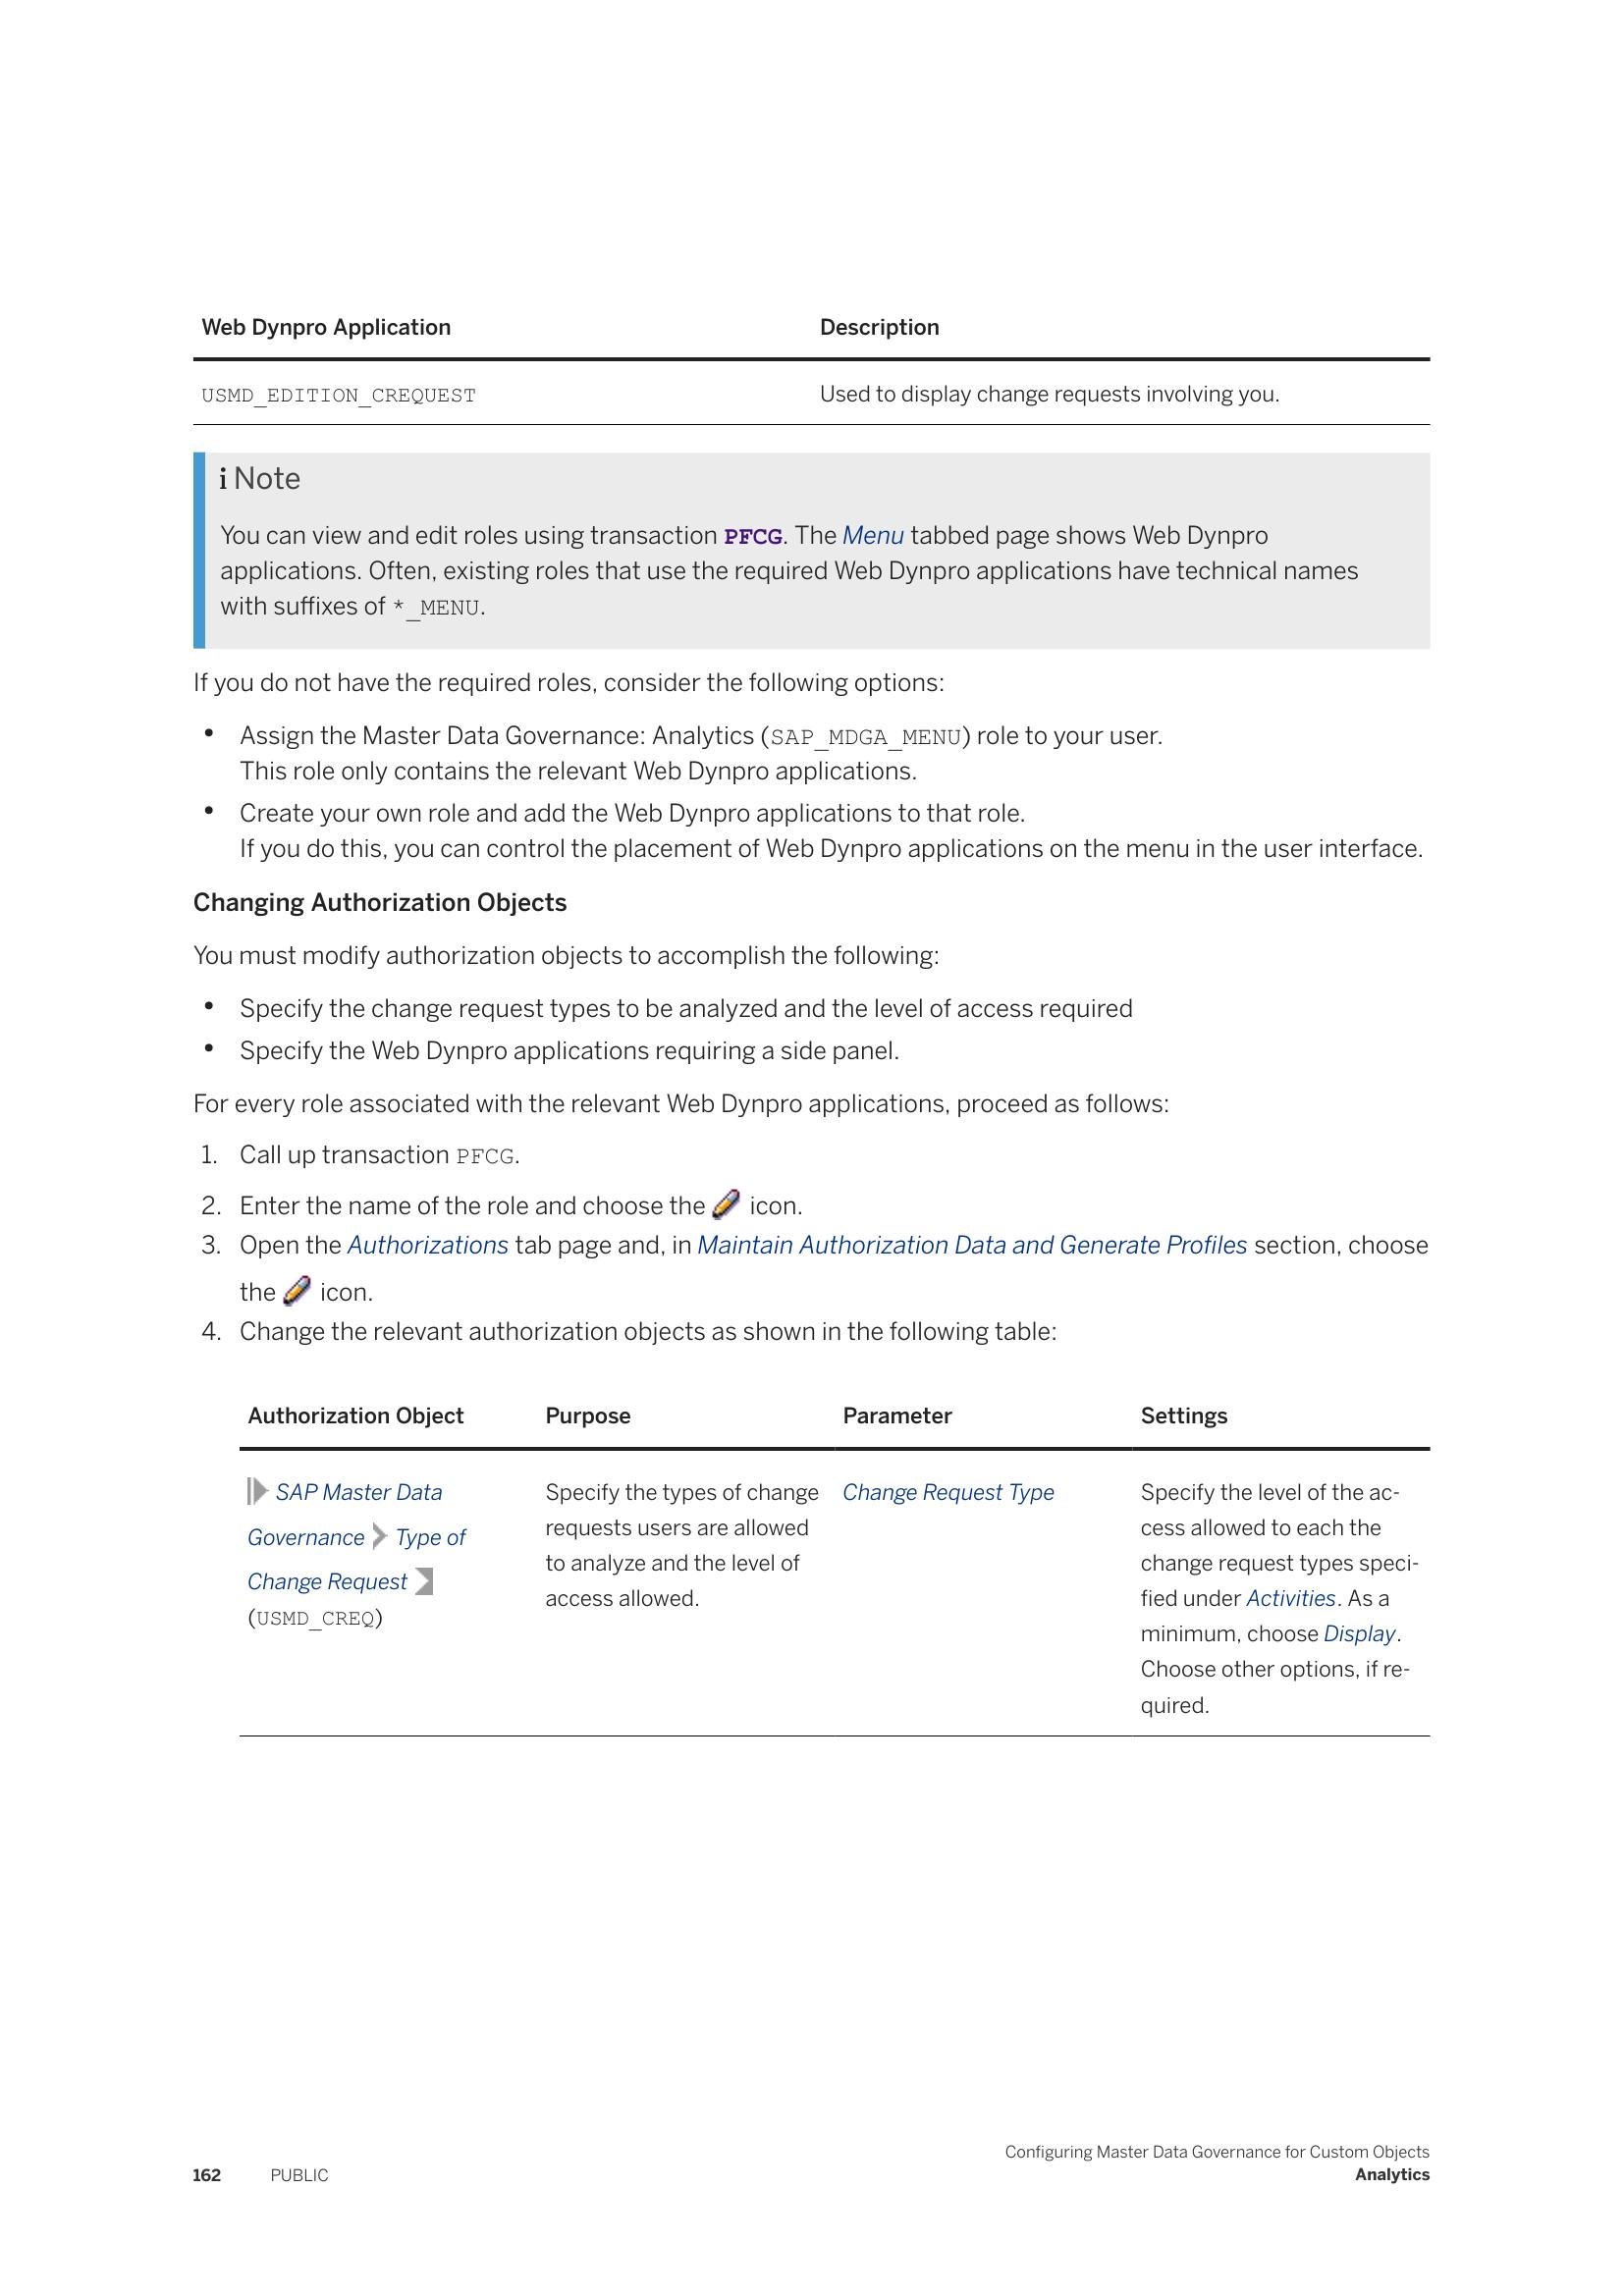 Web Dynpro Application Description
USMD_EDITION_CREQUEST Used to display change requests involving you.
i Note
You can view and edit roles using transaction PFCG. The Menu tabbed page shows Web Dynpro
applications. Often, existing roles that use the required Web Dynpro applications have technical names
with suffixes of *_MENU.
If you do not have the required roles, consider the following options:
• Assign the Master Data Governance: Analytics (SAP_MDGA_MENU) role to your user.
This role only contains the relevant Web Dynpro applications.
• Create your own role and add the Web Dynpro applications to that role.
If you do this, you can control the placement of Web Dynpro applications on the menu in the user interface.
Changing Authorization Objects
You must modify authorization objects to accomplish the following:
• Specify the change request types to be analyzed and the level of access required
• Specify the Web Dynpro applications requiring a side panel.
For every role associated with the relevant Web Dynpro applications, proceed as follows:
1. Call up transaction PFCG.
2. Enter the name of the role and choose the icon.
3. Open the Authorizations tab page and, in Maintain Authorization Data and Generate Profiles section, choose
the icon.
4. Change the relevant authorization objects as shown in the following table:
Authorization Object Purpose Parameter Settings
SAP Master Data
Governance Type of
Change Request
(USMD_CREQ)
Specify the types of change
requests users are allowed
to analyze and the level of
access allowed.
Change Request Type
Specify the level of the ac-
cess allowed to each the
change request types speci-
fied under Activities. As a
minimum, choose Display.
Choose other options, if re-
quired.
Configuring Master Data Governance for Custom Objects
162 PUBLIC Analytics